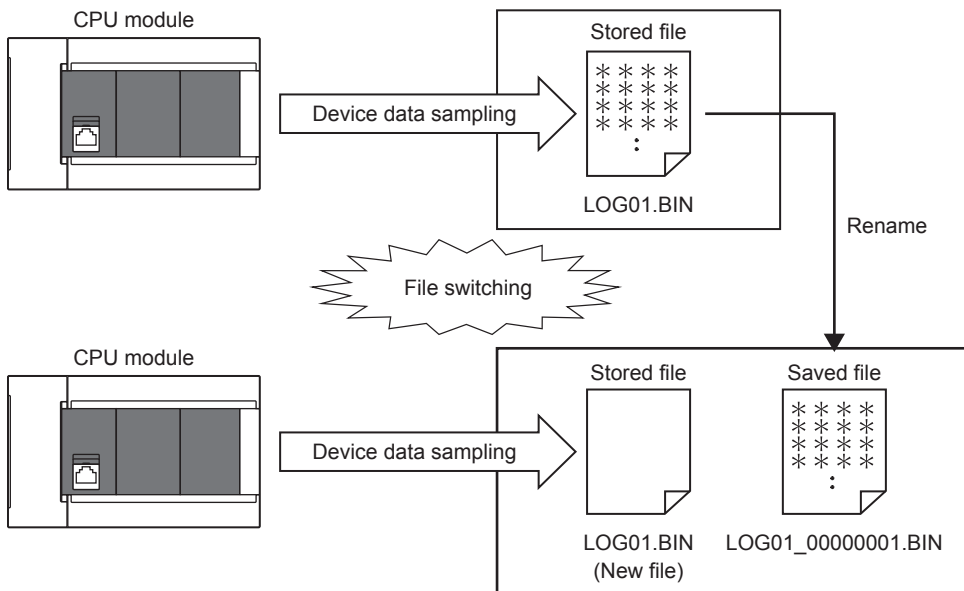 CPU module
Stored file
Device data sampling
＊＊＊＊
＊＊＊＊
＊＊＊＊
＊＊＊＊
:
LOG01.BIN
Rename
File switching
CPU module
Stored file
Saved file
Device data sampling
＊＊＊＊
＊＊＊＊
＊＊＊＊
＊＊＊＊
:
LOG01.BIN
(New file)
LOG01_00000001.BIN